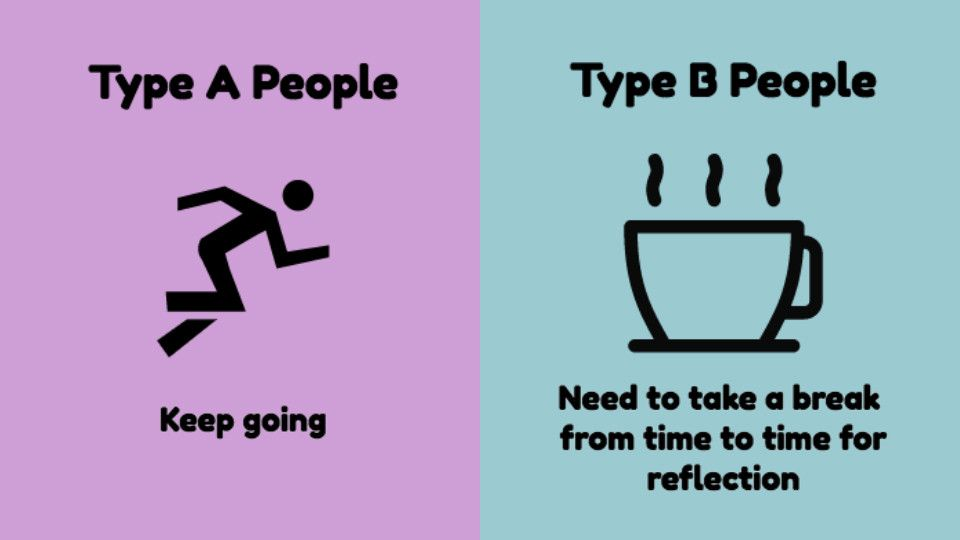 Type A People
Keep going
Type B People
Need to take a break
from time to time for
reflection